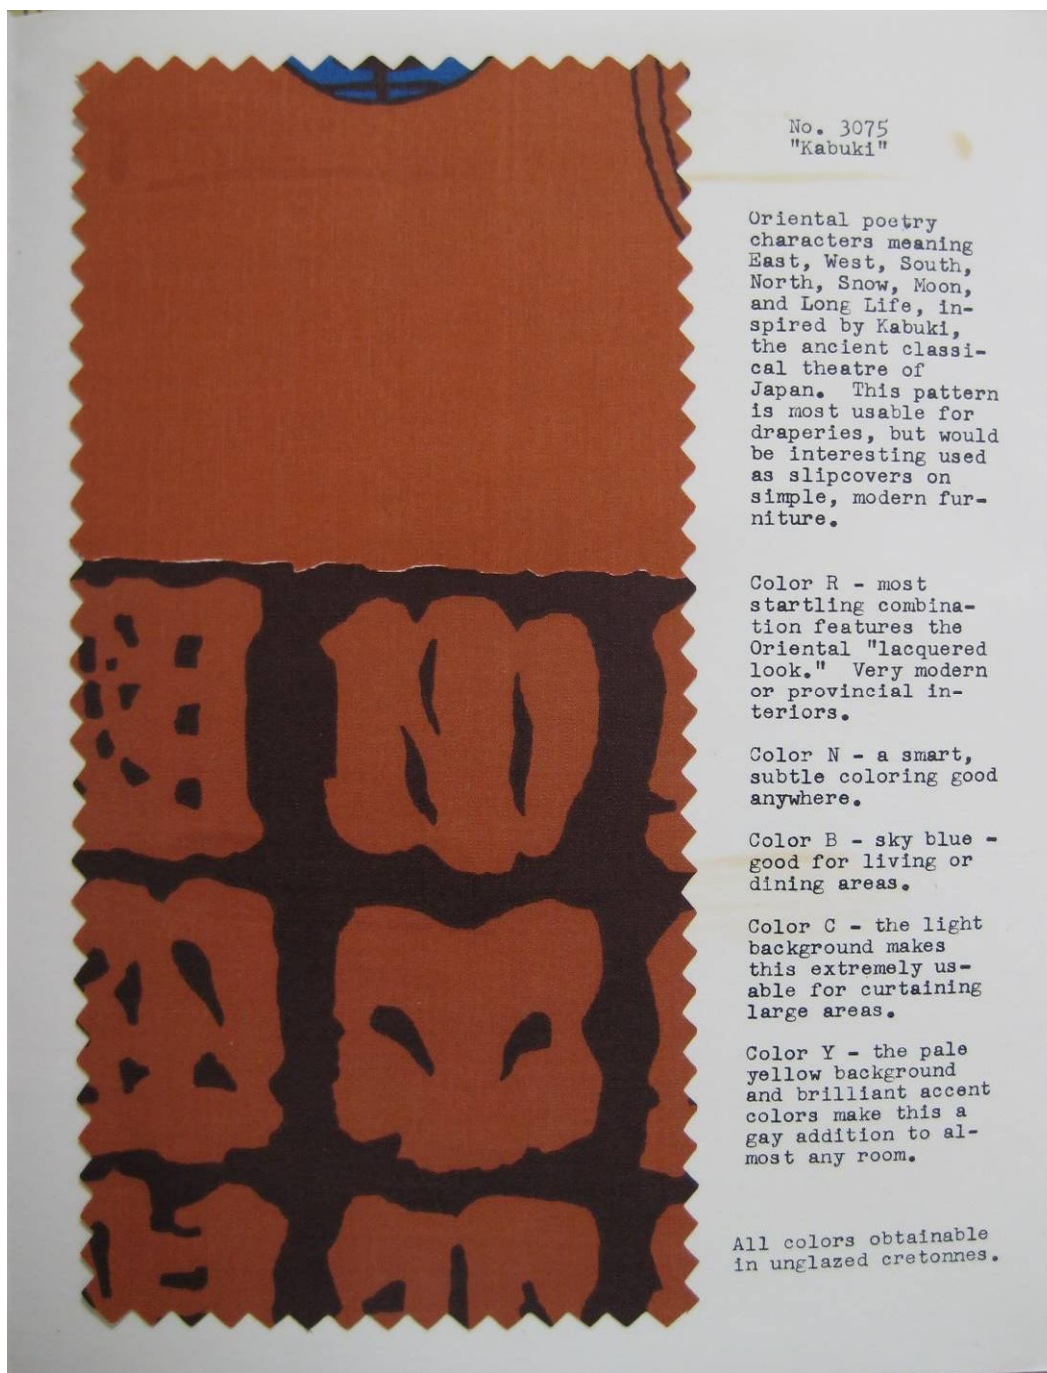 No. 3075
"Kabuki"
Oriental poetry
characters meaning
East, West, South,
North, Snow, Moon,
and Long Life, in-
spired by Kabuki,
the ancient classi-
cal theatre of
Japan. This pattern
is most usable for
draperies, but would
be interesting used
as slipcovers on
simple, modern fur-
niture.
Color R - most
startling combina-
tion features the
Oriental "lacquered
look." Very modern
or provincial in-
teriors.
Color N - a smart,
subtle coloring good
anywhere.
Color B - sky blue -
good for living or
dining areas.
Color C - the light
background makes
this extremely us-
able for curtaining
large areas.
Color Y - the pale
yellow background
and brilliant accent
colors make this a
gay addition to al-
most any room.
All colors obtainable
in unglazed cretonnes.